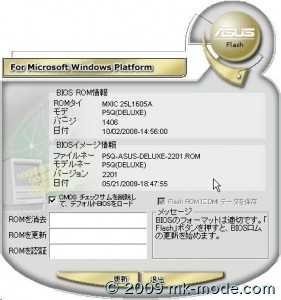 ASUS
Flash
For Microsoft Windows Platform
BIOS ROM情報
ROMタイ MXIC 25L1605A
モデ P5Q(DELUXE)
バージ 1406
日付 10/02/2008-14:56:00
BIOSイメージ情報
ファイルネー P5Q-ASUS-DELUXE-2201.ROM
モデルネー P5Q(DELUXE)
バージョン 2201
日付 05/21/2009-18:47:55
CMOS チェックサムを削除して、デフォルトBIOSをロード
Flash ROMにDMIデータを保存
ROMを消去
ROMを更新
ROMを認証
メッセージ
BIOSのフォーマットは適切です。「
Flash」ボタンを押すと、BIOSロム
の更新を始めます。
更新
退出
© 2009 mk-mode.com